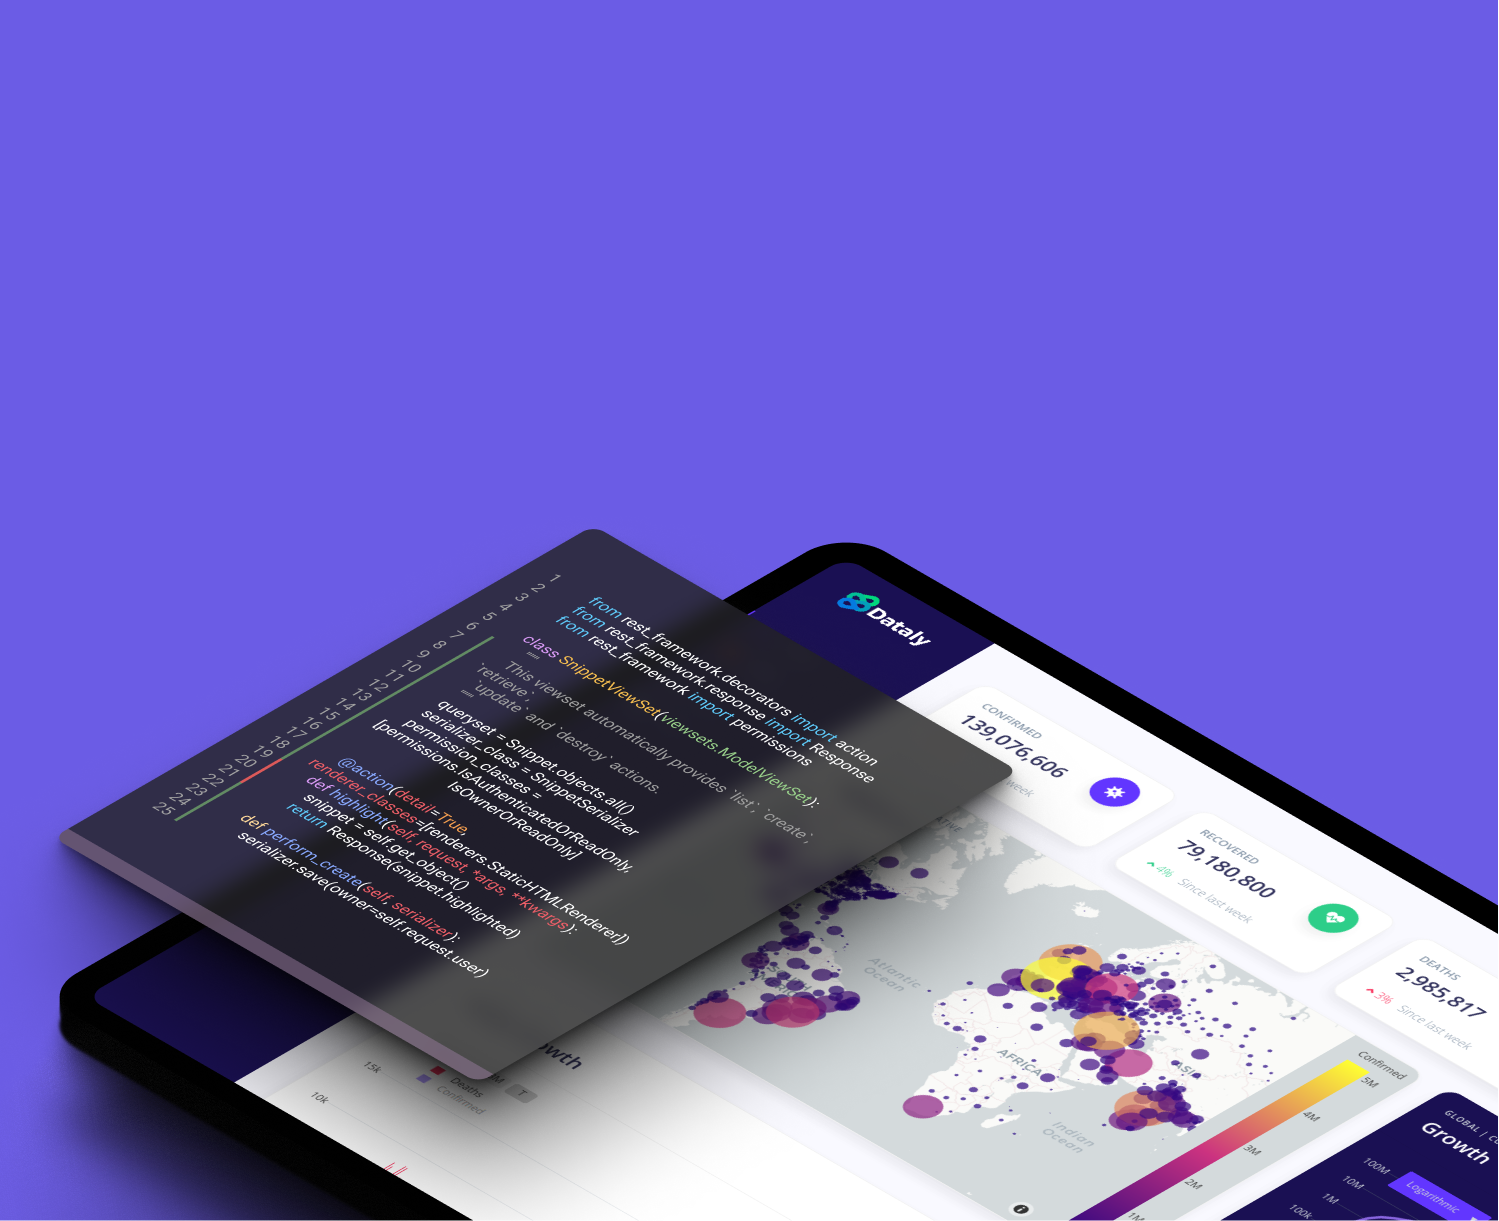 1
2
3
4
5
6
7
8
9
10
11
12
13
14
15
16
17
18
19
20
21
22
23
24
25
from rest_framework.decorators import action
from rest_framework.response import Response
from rest_framework import permissions
class SnippetViewSet(viewsets.ModelViewSet):
"""
This viewset automatically provides `list`, `create`,
`retrieve`,
`update` and `destroy` actions.
"""
queryset = Snippet.objects.all()
serializer_class = SnippetSerializer
permission_classes =
[permissions.IsAuthenticatedOrReadOnly,
IsOwnerOrReadOnly]
@action(detail=True,
renderer_classes=[renderers.StaticHTMLRenderer])
def highlight(self, request, *args, **kwargs):
snippet = self.get_object()
return Response(snippet.highlighted)
def perform_create(self, serializer):
serializer.save(owner=self.request.user)
Dataly
CONFIRMED
139,076,606
week
RECOVERED
79,180,800
4% Since last week
DEATHS
2,985,817
3% Since last week
Atlantic
Ocean
AFRICA
ASIA
Indian
Ocean
Confirmed
5M
4M
3M
2M
1M
GLOBAL |
Growth
Logarithmic
100M
10M
1M
100k
T
Deaths
Confirmed
15k
10k